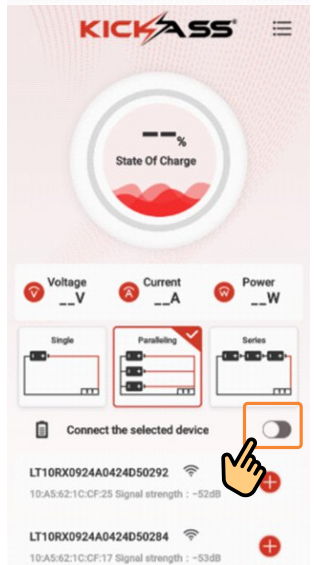 KICKASS
--%
State Of Charge
Voltage
__V
Current
__A
Power
__W
Single
Paralleling
Series
Connect the selected device
LT10RX0924A0424D50292
10:A5:62:1C:CF:25 Signal strength : -52dB
LT10RX0924A0424D50284
10:A5:62:1C:CF:17 Signal strength : -53dB